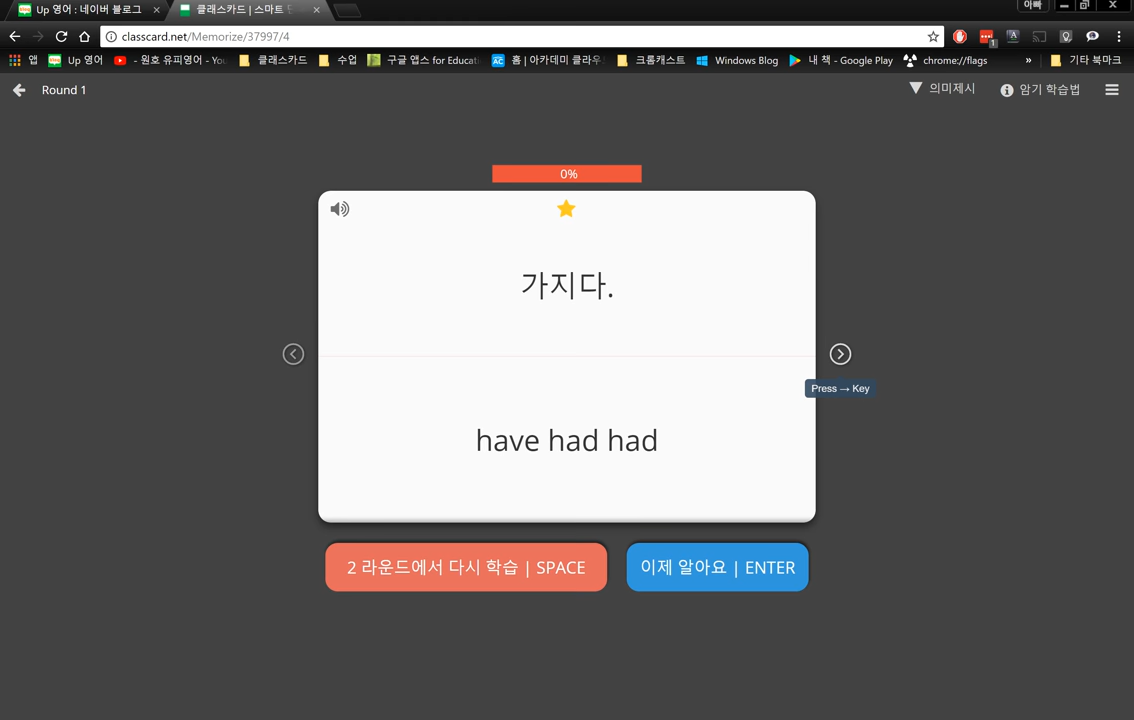 Up 영어 : 네이버 블로그
클래스카드 | 스마트 단
아빠
classcard.net/Memorize/37997/4
1
앱
Up 영어
- 원호 유피영어 - You
클래스카드
수업
구글 앱스 for Educati
홈 | 아카데미 클라우
크롬캐스트
Windows Blog
내 책 - Google Play
chrome://flags
»
기타 북마크
Round 1
의미제시
암기 학습법
0%
가지다.
Press → Key
have had had
2 라운드에서 다시 학습 | SPACE
이제 알아요 | ENTER